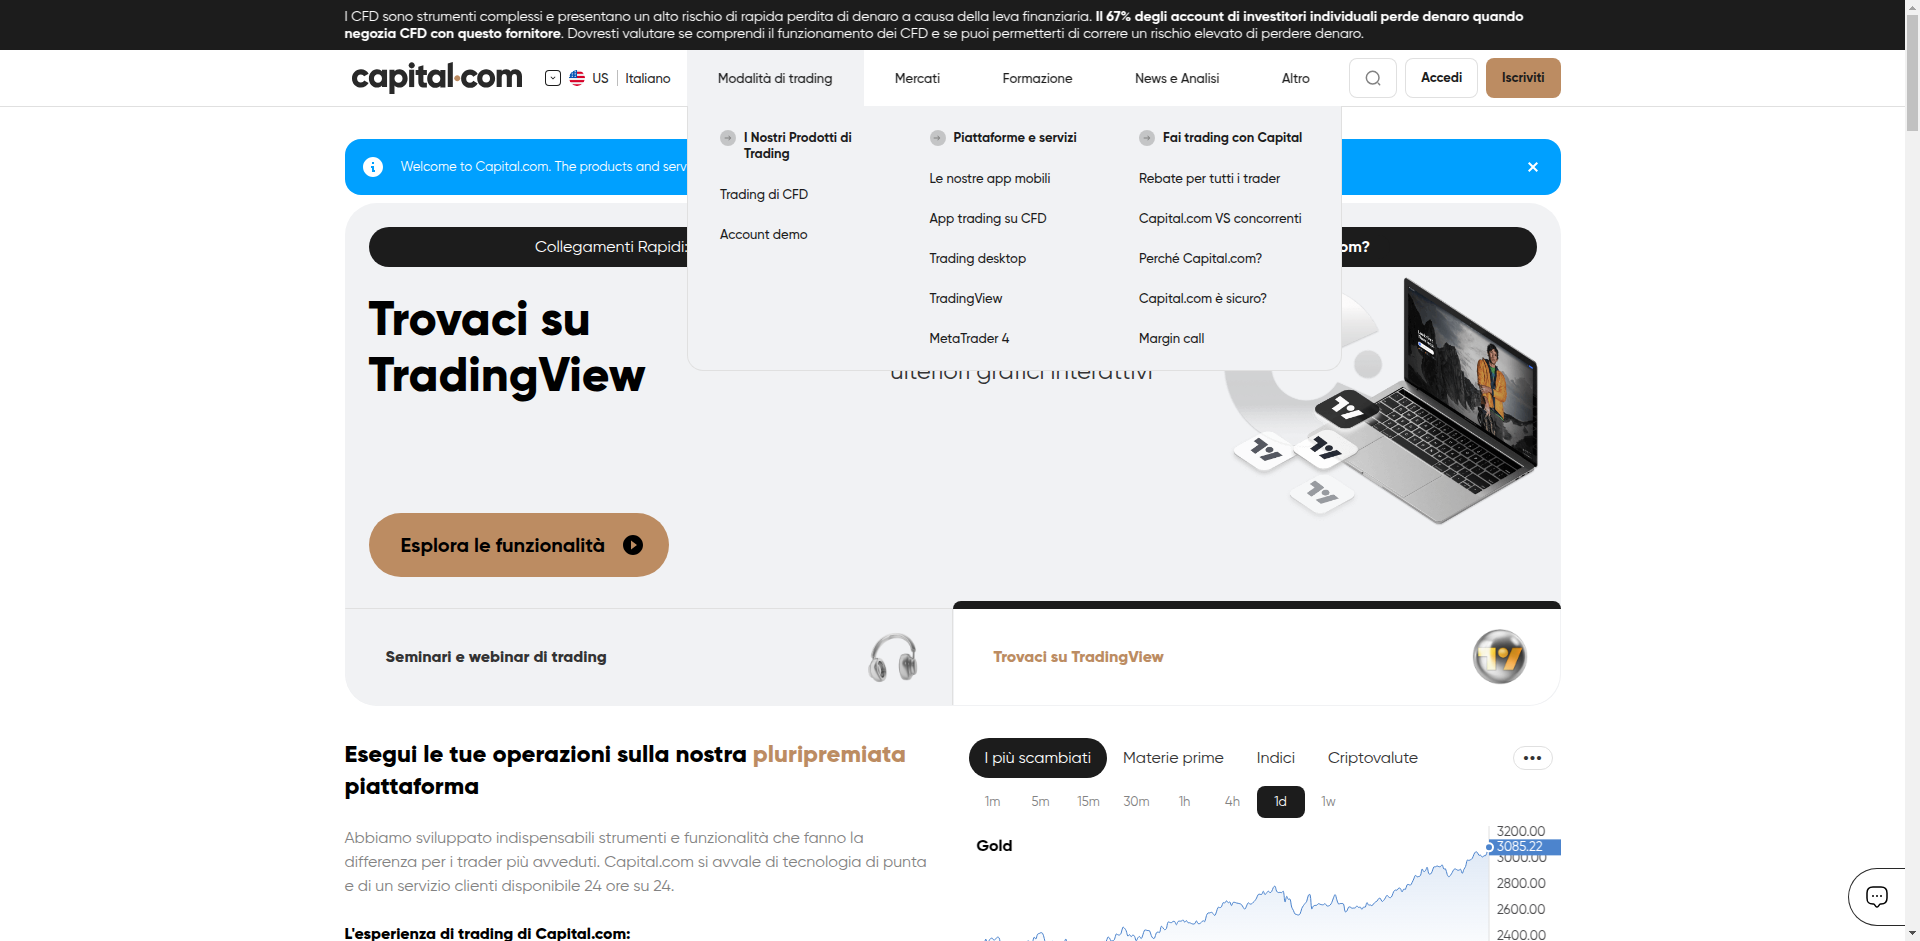 I CFD sono strumenti complessi e presentano un alto rischio di rapida perdita di denaro a causa della leva finanziaria. Il 67% degli account di investitori individuali perde denaro quando
negozia CFD con questo fornitore. Dovresti valutare se comprendi il funzionamento dei CFD e se puoi permetterti di correre un rischio elevato di perdere denaro.
capital.com
US
Italiano
Modalità di trading
Mercati
Formazione
News e Analisi
Altro
Accedi
Iscriviti
I Nostri Prodotti di
Trading
Trading di CFD
Account demo
Piattaforme e servizi
Le nostre app mobili
App trading su CFD
Trading desktop
TradingView
MetaTrader 4
Fai trading con Capital
Rebate per tutti i trader
Capital.com VS concorrenti
Perché Capital.com?
Capital.com è sicuro?
Margin call
Welcome to Capital.com. The products and serv
Collegamenti Rapidi:
om?
Trovaci su
TradingView
ulteriori grafici interattivi
Esplora le funzionalità
Seminari e webinar di trading
Trovaci su TradingView
Esegui le tue operazioni sulla nostra pluripremiata
piattaforma
Abbiamo sviluppato indispensabili strumenti e funzionalità che fanno la
differenza per i trader più avveduti. Capital.com si avvale di tecnologia di punta
e di un servizio clienti disponibile 24 ore su 24.
L'esperienza di trading di Capital.com:
I più scambiati
Materie prime
Indici
Criptovalute
1m
5m
15m
30m
1h
4h
1d
1w
Gold
3200.00
3085.22
3000.00
2800.00
2600.00
2400.00